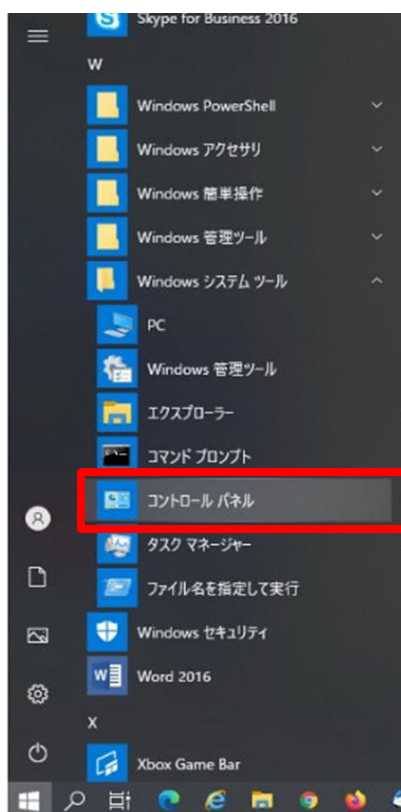 Skype for Business 2016
W
Windows PowerShell
Windows アクセサリ
Windows 簡単操作
Windows 管理ツール
Windows システム ツール
PC
Windows 管理ツール
エクスプローラー
コマンド プロンプト
コントロール パネル
タスク マネージャー
ファイル名を指定して実行
Windows セキュリティ
Word 2016
X
Xbox Game Bar